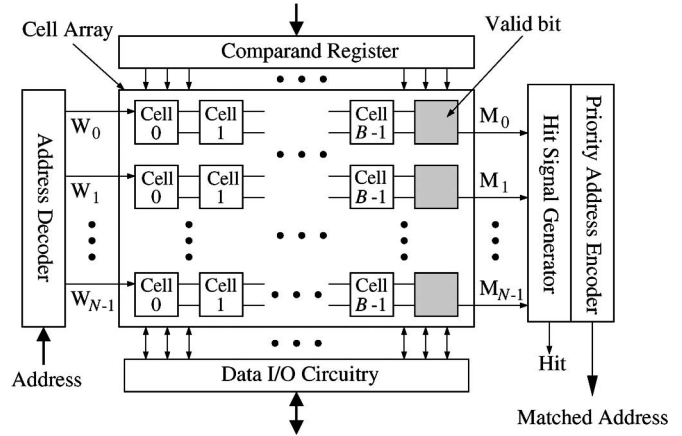 Cell Array
Comparand Register
Valid bit
Address Decoder
W0
Cell 0
Cell 1
Cell B-1
M0
W1
Cell 0
Cell 1
Cell B-1
M1
WN-1
Cell 0
Cell 1
Cell B-1
MN-1
Hit Signal Generator
Priority Address Encoder
Address
Data I/O Circuitry
Hit
Matched Address